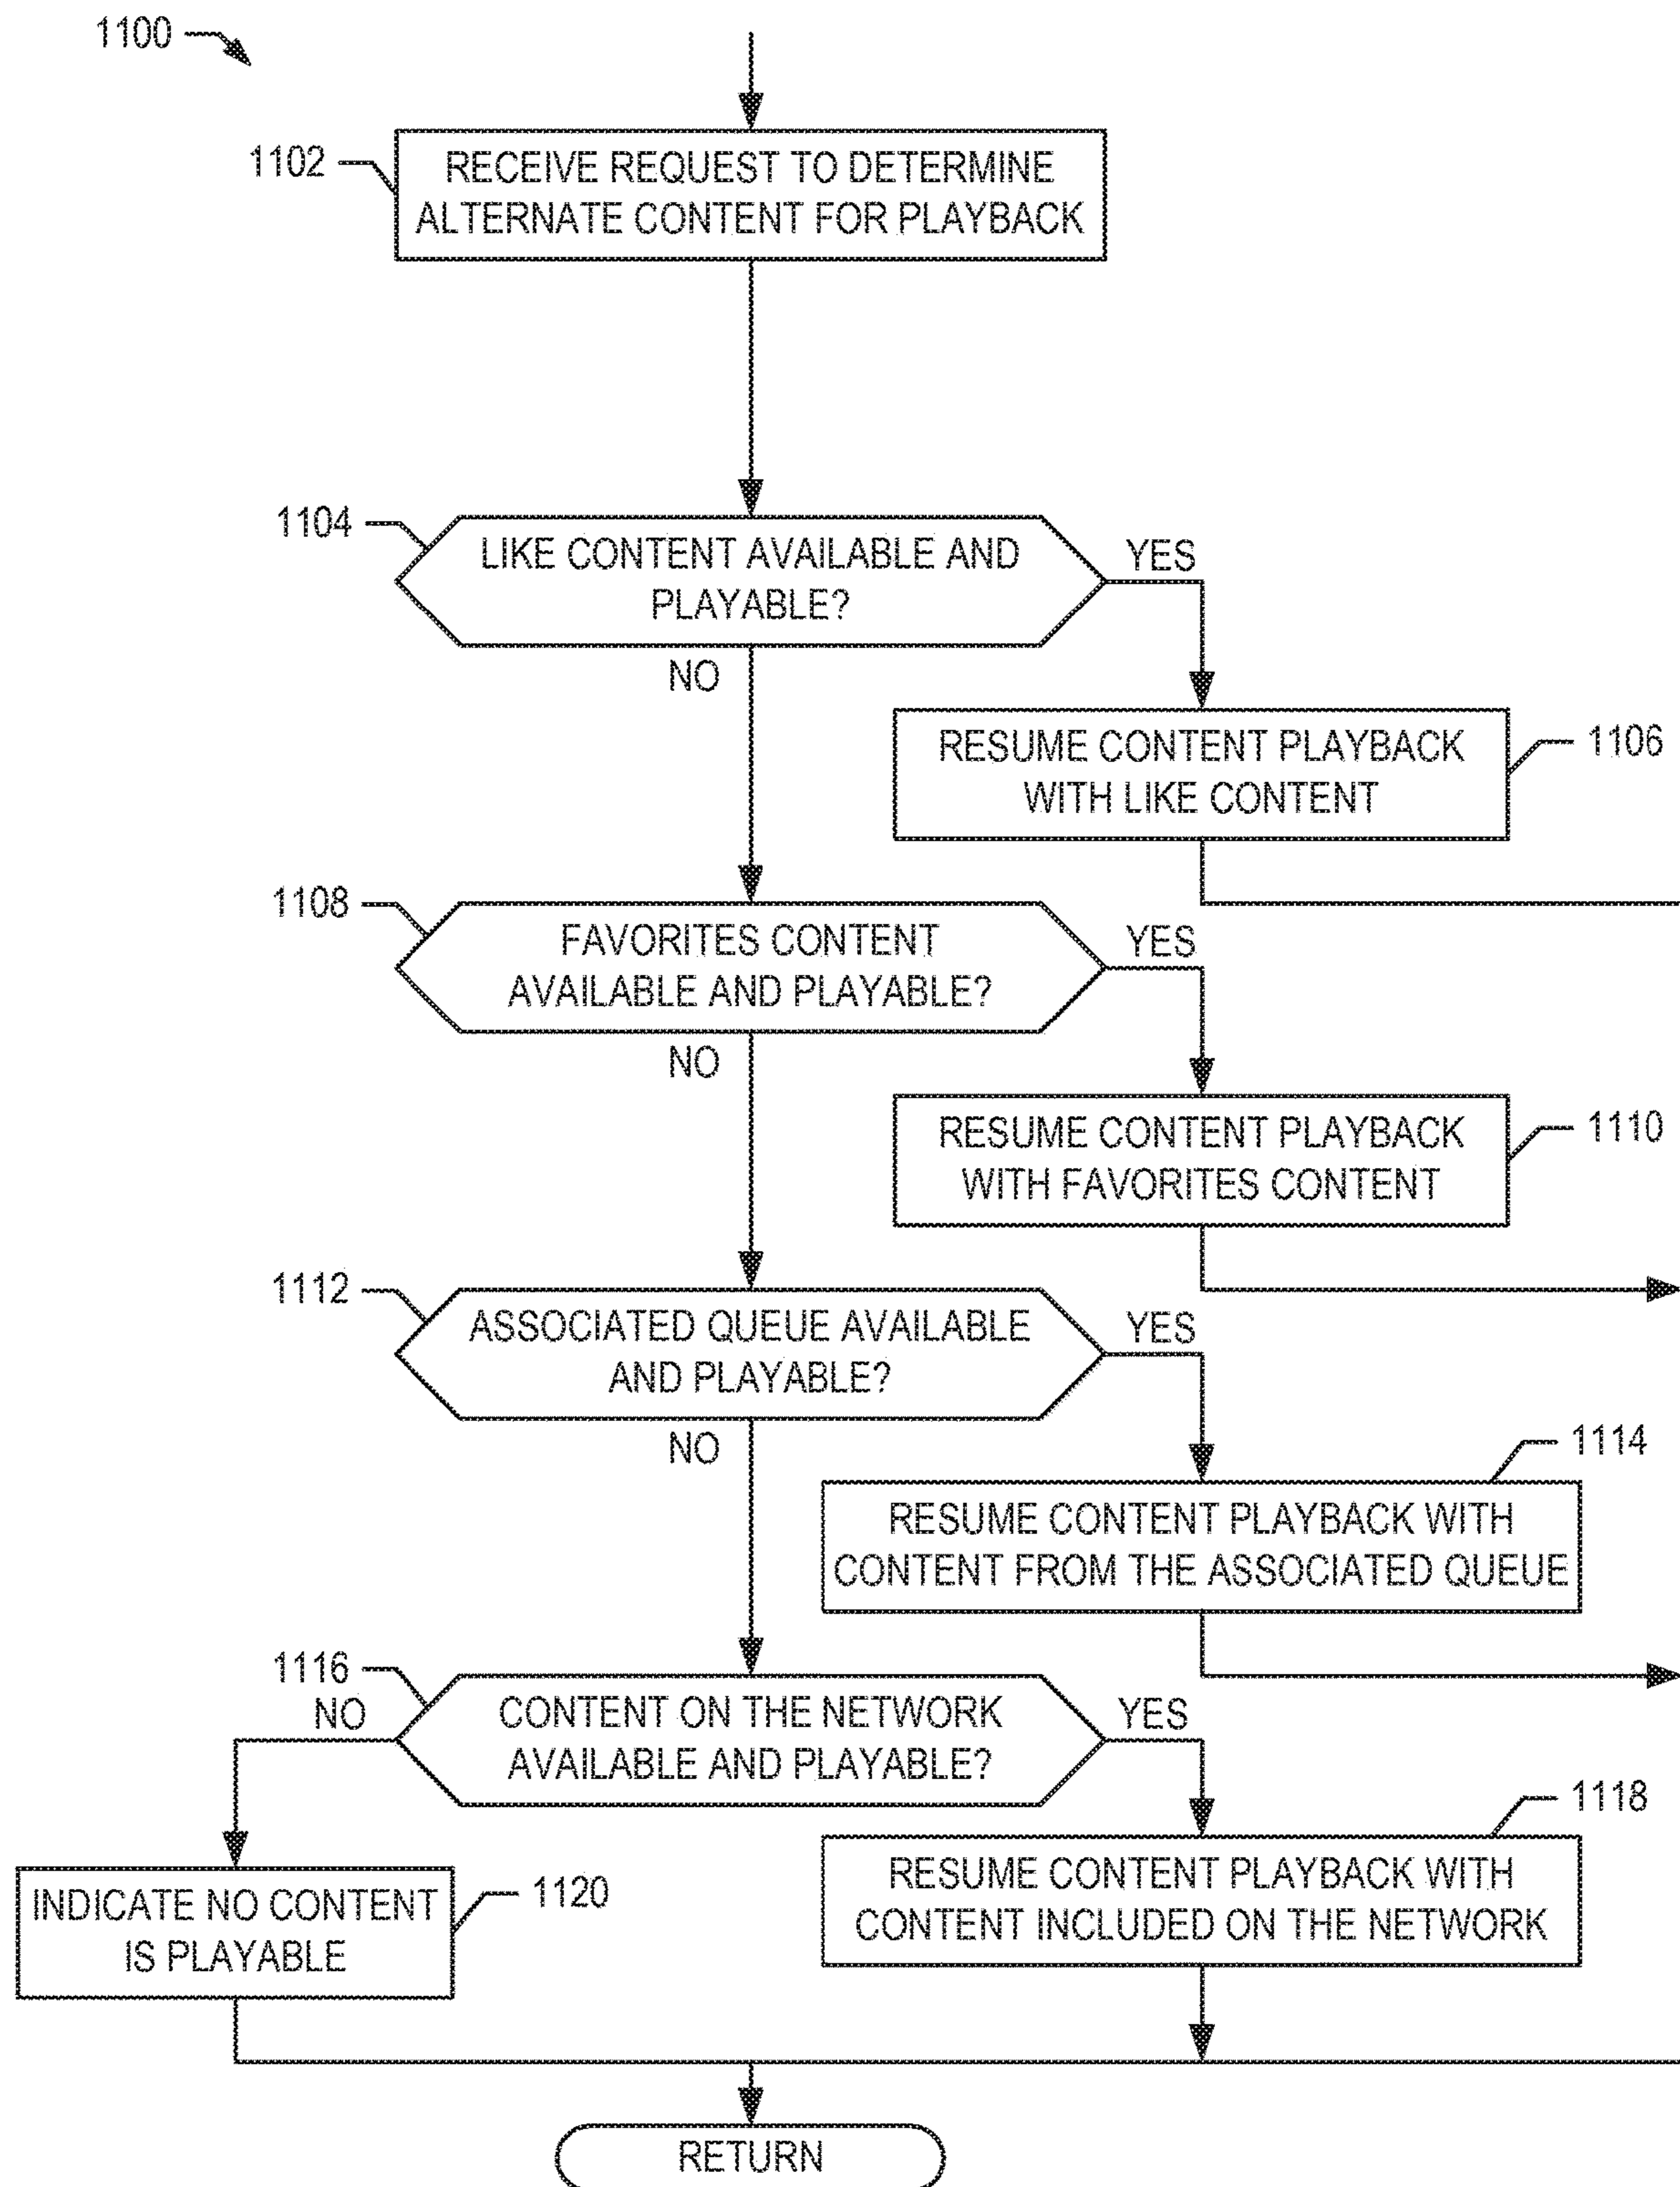 1100
1102
RECEIVE REQUEST TO DETERMINE
ALTERNATE CONTENT FOR PLAYBACK
1104
LIKE CONTENT AVAILABLE AND
PLAYABLE?
YES
NO
RESUME CONTENT PLAYBACK
WITH LIKE CONTENT
1106
1108
FAVORITES CONTENT
AVAILABLE AND PLAYABLE?
YES
NO
RESUME CONTENT PLAYBACK
WITH FAVORITES CONTENT
1110
1112
ASSOCIATED QUEUE AVAILABLE
AND PLAYABLE?
YES
NO
1114
RESUME CONTENT PLAYBACK WITH
CONTENT FROM THE ASSOCIATED QUEUE
1116
NO
CONTENT ON THE NETWORK
AVAILABLE AND PLAYABLE?
YES
1118
RESUME CONTENT PLAYBACK WITH
CONTENT INCLUDED ON THE NETWORK
INDICATE NO CONTENT
IS PLAYABLE
1120
RETURN